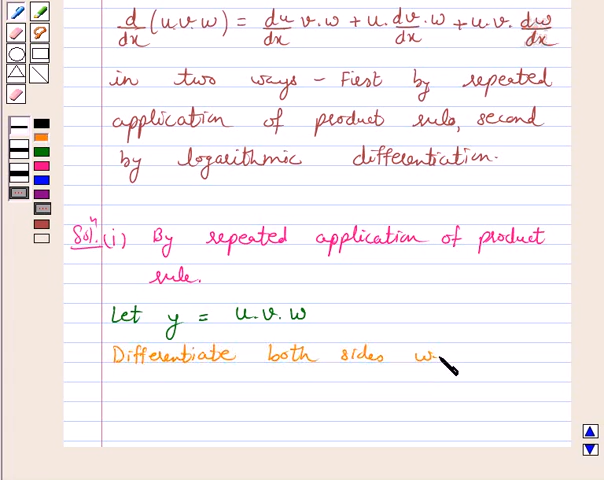 d/dx (u.v.w) = du/dx v.w + u. dv/dx .w + u.v. dw/dx
in two ways - First by repeated
application of product rule, second
by logarithmic differentiation.
Solⁿ. (i) By repeated application of product
rule.
Let y = u.v.w
Differentiate both sides w